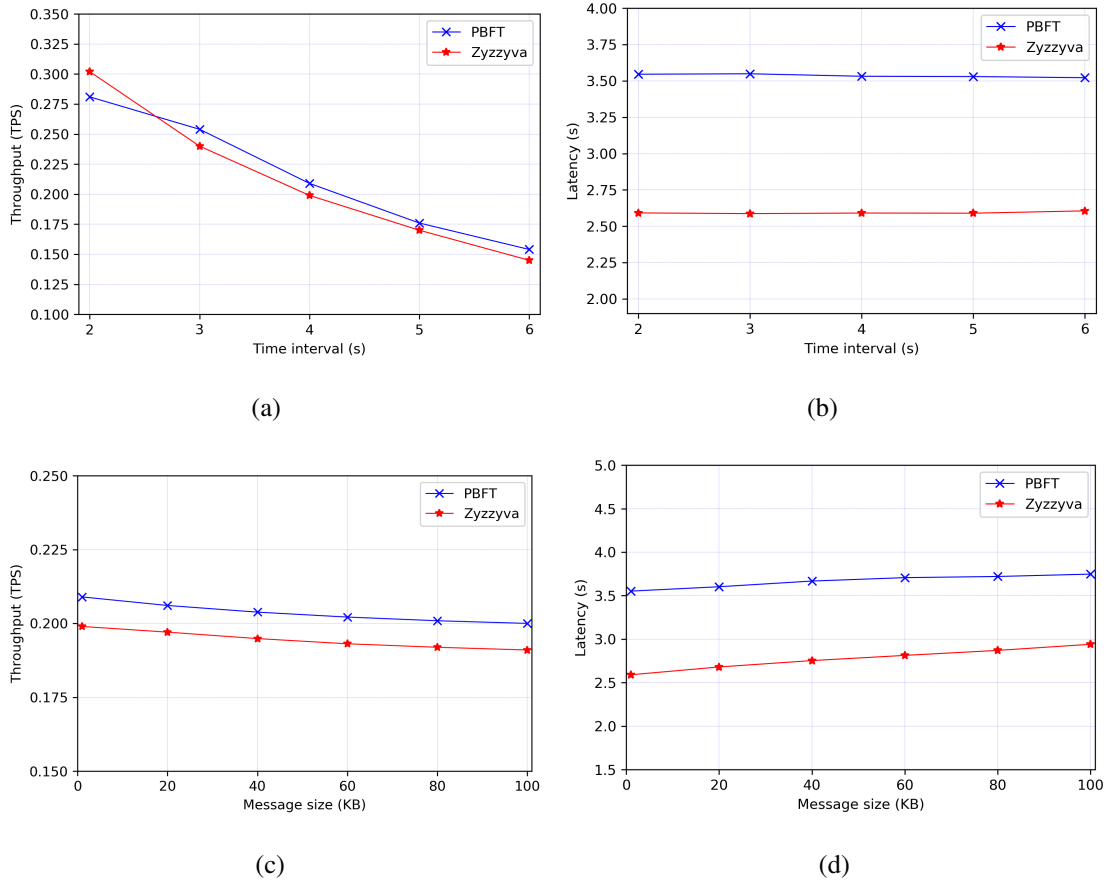 0.350
0.325
0.300
0.275
0.250
0.225
0.200
0.175
0.150
0.125
0.100
Throughput (TPS)
PBFT
Zyzzyva
2 3 4 5 6
Time interval (s)
(a)
4.00
3.75
3.50
3.25
3.00
2.75
2.50
2.25
2.00
Latency (s)
PBFT
Zyzzyva
2 3 4 5 6
Time interval (s)
(b)
0.250
0.225
0.200
0.175
0.150
Throughput (TPS)
PBFT
Zyzzyva
0 20 40 60 80 100
Message size (KB)
(c)
5.0
4.5
4.0
3.5
3.0
2.5
2.0
1.5
Latency (s)
PBFT
Zyzzyva
0 20 40 60 80 100
Message size (KB)
(d)